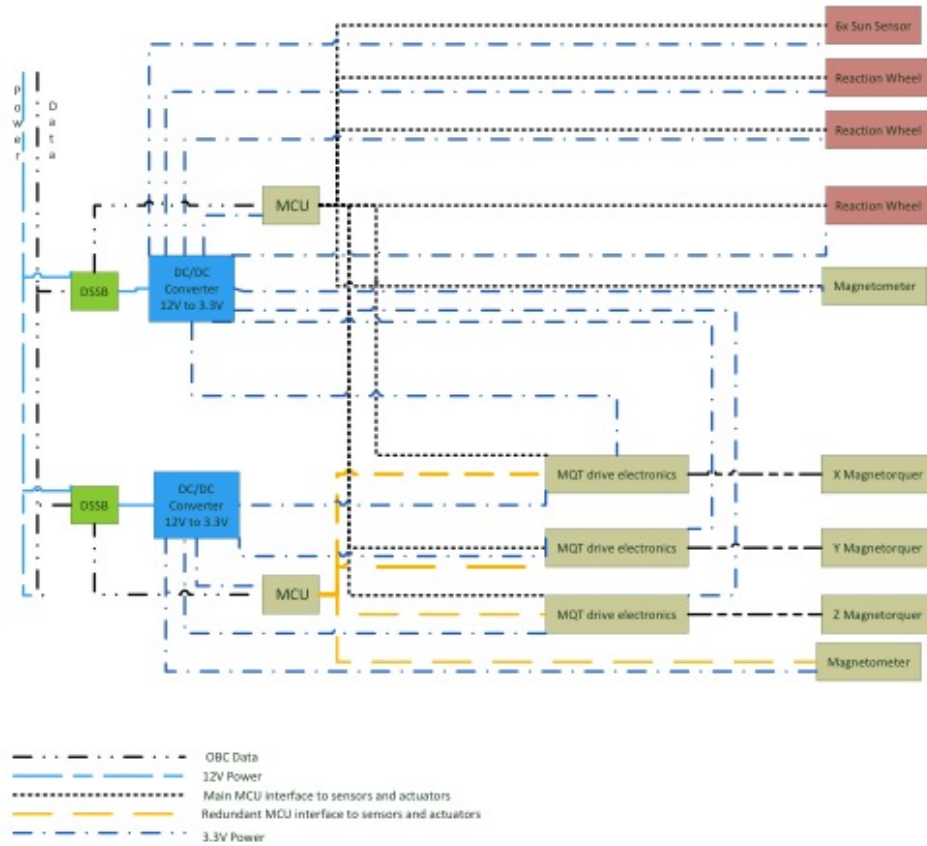 6x Sun Sensor
Reaction Wheel
Power
Data
Reaction Wheel
MCU
Reaction Wheel
DSSB
DC/DC
Converter
12V to 3.3V
Magnetometer
DSSB
DC/DC
Converter
12V to 3.3V
MQT drive electronics
X Magnetorquer
MQT drive electronics
Y Magnetorquer
MCU
MQT drive electronics
Z Magnetorquer
Magnetometer
OBC Data
12V Power
Main MCU interface to sensors and actuators
Redundant MCU interface to sensors and actuators
3.3V Power